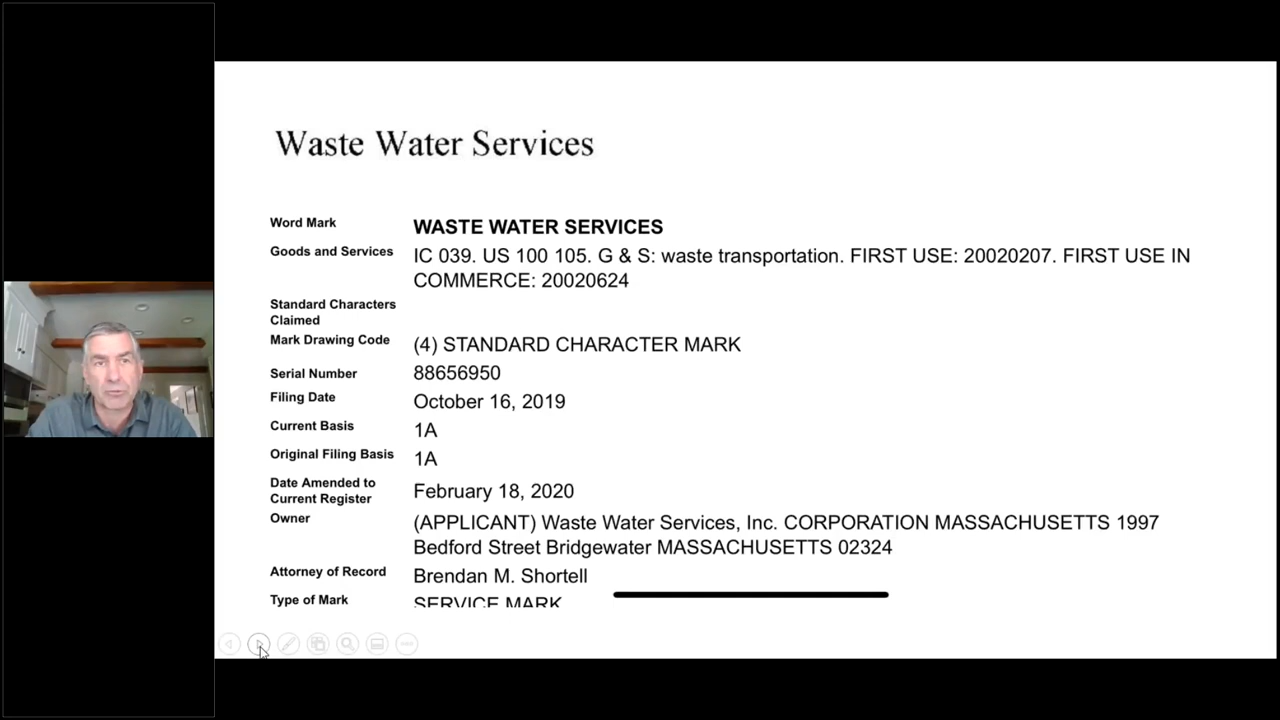 Waste Water Services
Word Mark
WASTE WATER SERVICES
Goods and Services
IC 039. US 100 105. G & S: waste transportation. FIRST USE: 20020207. FIRST USE IN
COMMERCE: 20020624
Standard Characters
Claimed
Mark Drawing Code
(4) STANDARD CHARACTER MARK
Serial Number
88656950
Filing Date
October 16, 2019
Current Basis
1A
Original Filing Basis
1A
Date Amended to
Current Register
February 18, 2020
Owner
(APPLICANT) Waste Water Services, Inc. CORPORATION MASSACHUSETTS 1997
Bedford Street Bridgewater MASSACHUSETTS 02324
Attorney of Record
Brendan M. Shortell
Type of Mark
SERVICE MARK